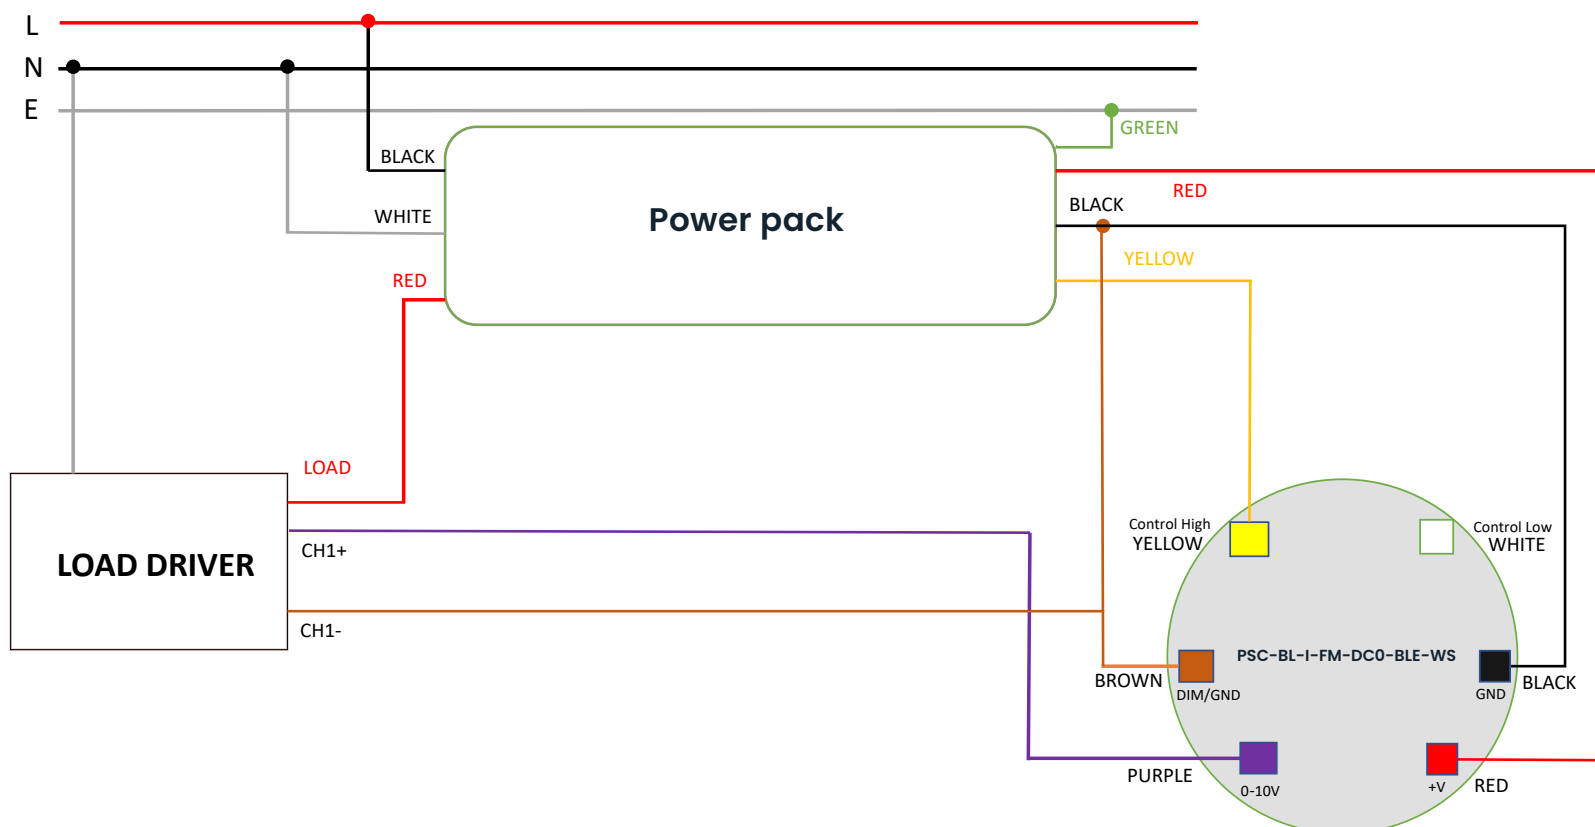 L
N
E
GREEN
BLACK
RED
BLACK
WHITE
Power pack
YELLOW
RED
LOAD
CH1+
LOAD DRIVER
CH1-
Control High
YELLOW
Control Low
WHITE
PSC-BL-I-FM-DC0-BLE-WS
BROWN
DIM/GND
GND
BLACK
PURPLE
0-10V
+V
RED